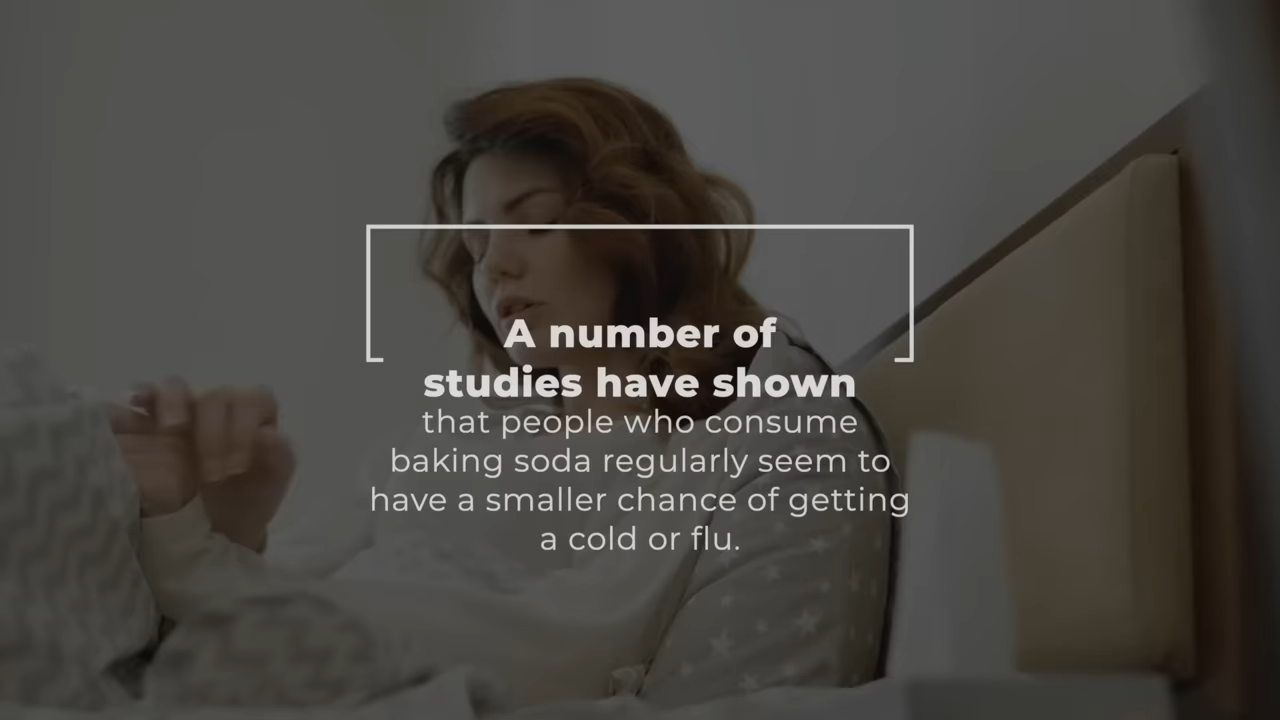 A number of
studies have shown
that people who consume
baking soda regularly seem to
have a smaller chance of getting
a cold or flu.